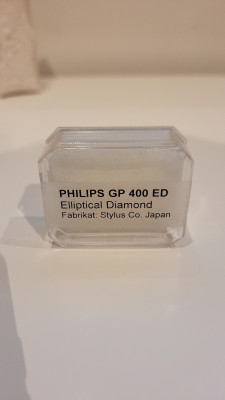 PHILIPS GP 400 ED
Elliptical Diamond
Fabrikat: Stylus Co. Japan